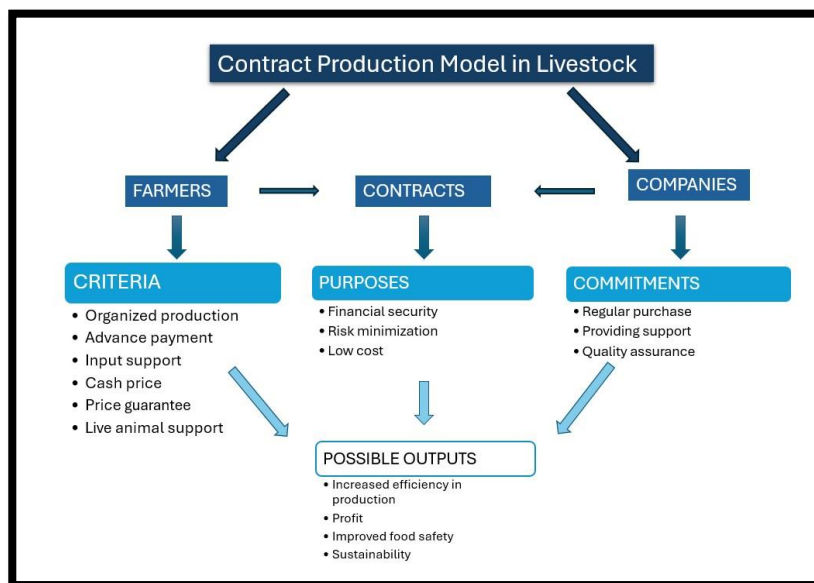 Contract Production Model in Livestock
FARMERS
CONTRACTS
COMPANIES
CRITERIA
• Organized production
• Advance payment
• Input support
• Cash price
• Price guarantee
• Live animal support
PURPOSES
• Financial security
• Risk minimization
• Low cost
COMMITMENTS
• Regular purchase
• Providing support
• Quality assurance
POSSIBLE OUTPUTS
• Increased efficiency in
production
• Profit
• Improved food safety
• Sustainability